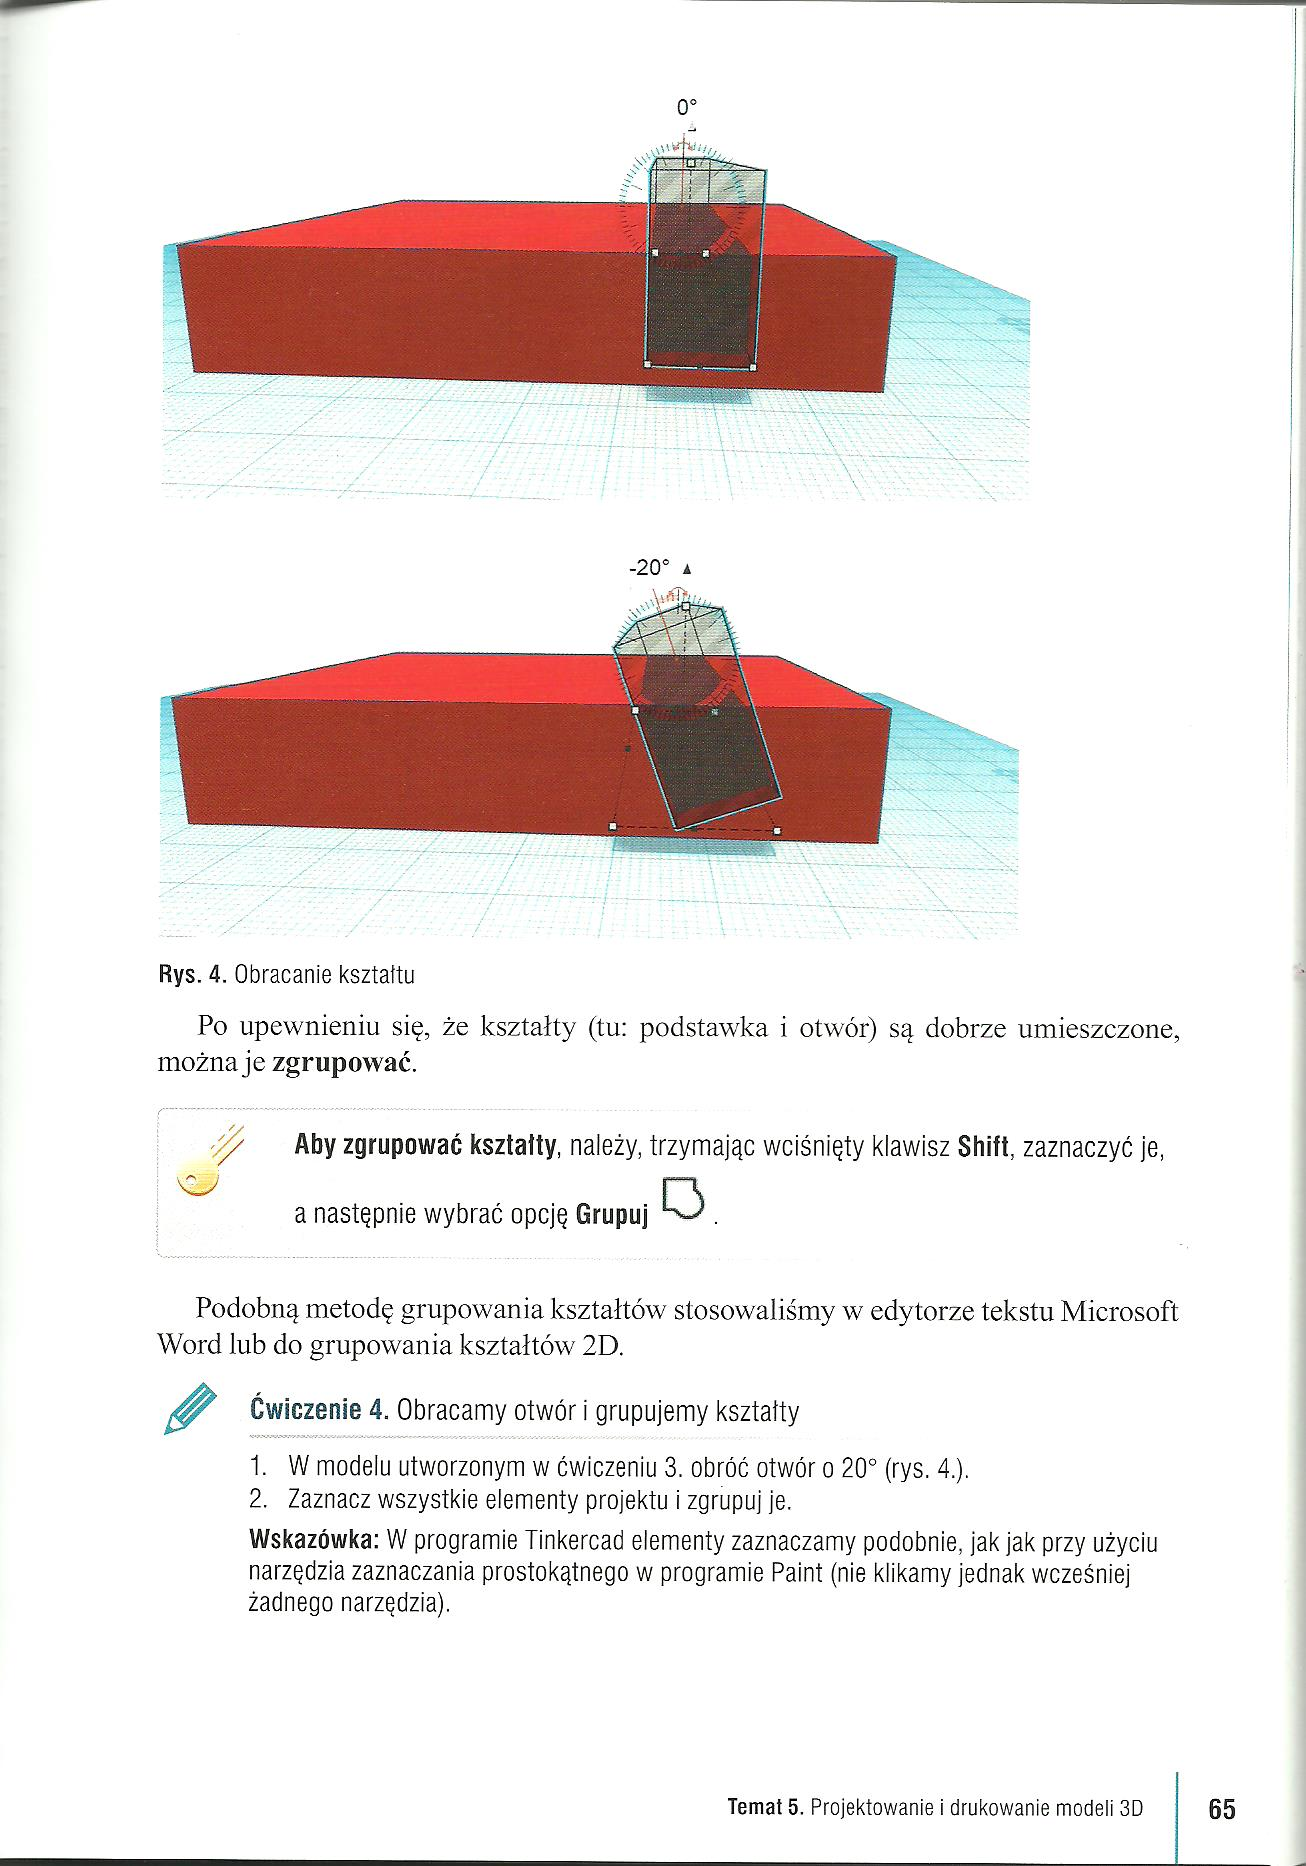 0°
-20°
Rys. 4. Obracanie kształtu
Po upewnieniu się, że kształty (tu: podstawka i otwór) są dobrze umieszczone,
można je zgrupować.
Aby zgrupować kształty, należy, trzymając wciśnięty klawisz Shift, zaznaczyć je,
a następnie wybrać opcję Grupuj .
Podobną metodę grupowania kształtów stosowaliśmy w edytorze tekstu Microsoft
Word lub do grupowania kształtów 2D.
Ćwiczenie 4. Obracamy otwór i grupujemy kształty
1. W modelu utworzonym w ćwiczeniu 3. obróć otwór o 20° (rys. 4.).
2. Zaznacz wszystkie elementy projektu i zgrupuj je.
Wskazówka: W programie Tinkercad elementy zaznaczamy podobnie, jak jak przy użyciu
narzędzia zaznaczania prostokątnego w programie Paint (nie klikamy jednak wcześniej
żadnego narzędzia).
Temat 5. Projektowanie i drukowanie modeli 3D 65